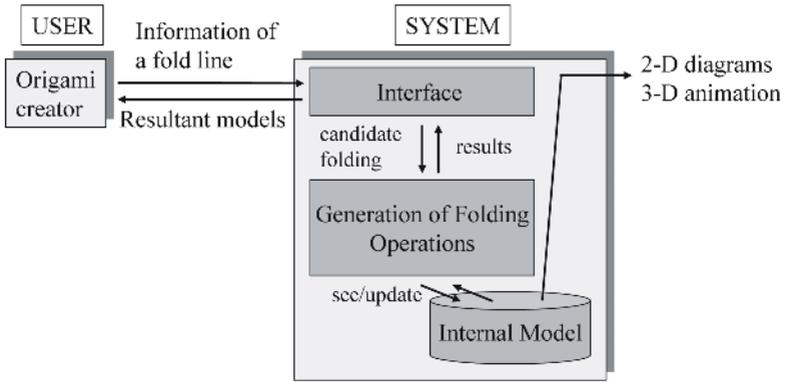 USER
SYSTEM
Information of
a fold line
Origami
creator
Resultant models
Interface
2-D diagrams
3-D animation
candidate
folding
results
Generation of Folding
Operations
see/update
Internal Model